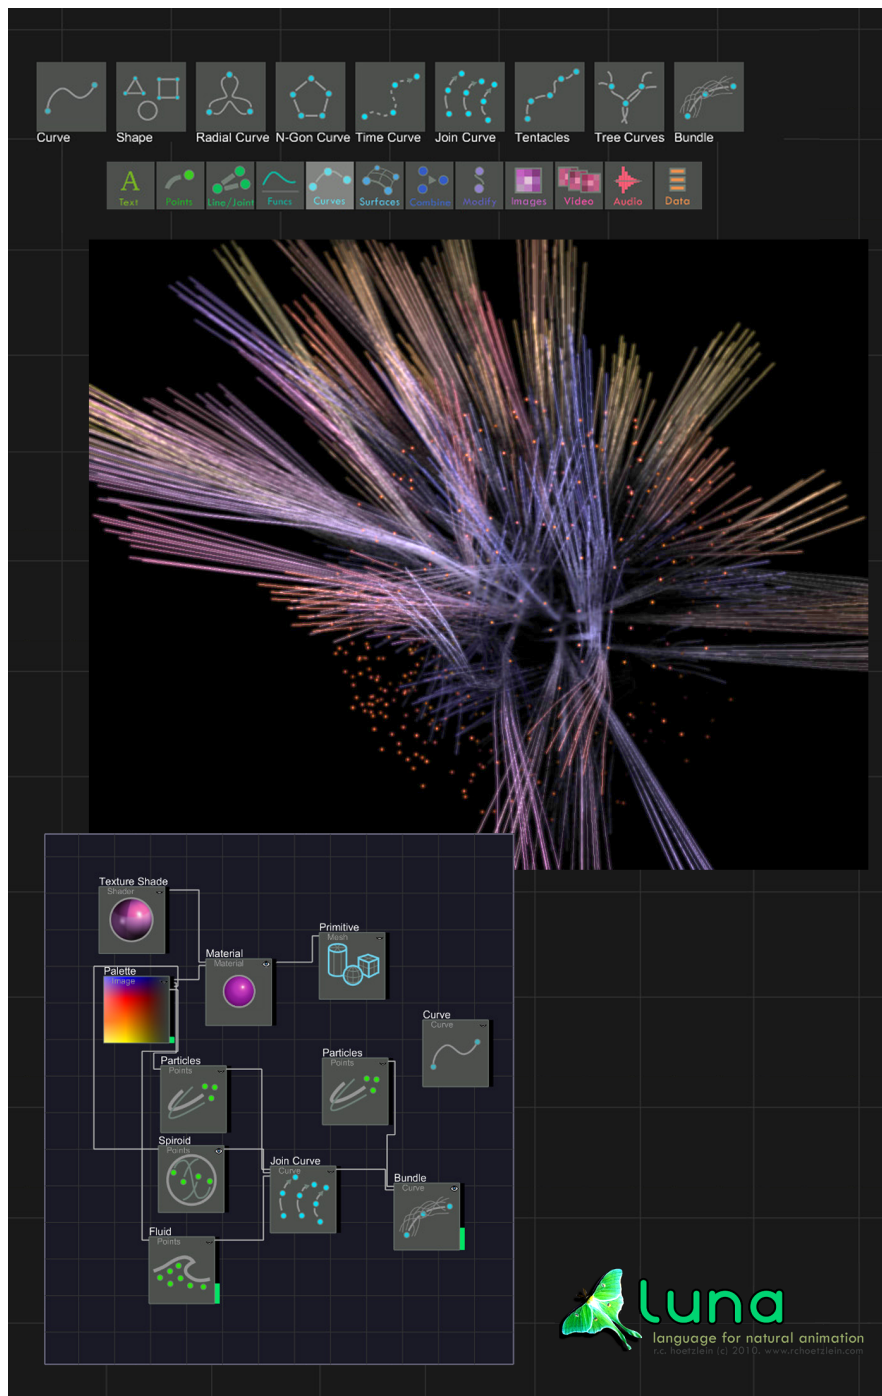 Curve Shape Radial Curve N-Gon Curve Time Curve Join Curve Tentacles Tree Curves Bundle
Text Points Line/Joint Funcs Curves Surfaces Combine Modify Images Video Audio Data
Texture Shade
Shader
Primitive
Mesh
Material
Material
Palette
Image
Curve
Curve
Particles
Points
Particles
Points
Spiroid
Points
Join Curve
Curve
Bundle
Curve
Fluid
Points
luna
language for natural animation
r.c. hoetzlein (c) 2010. www.rchoetzlein.com